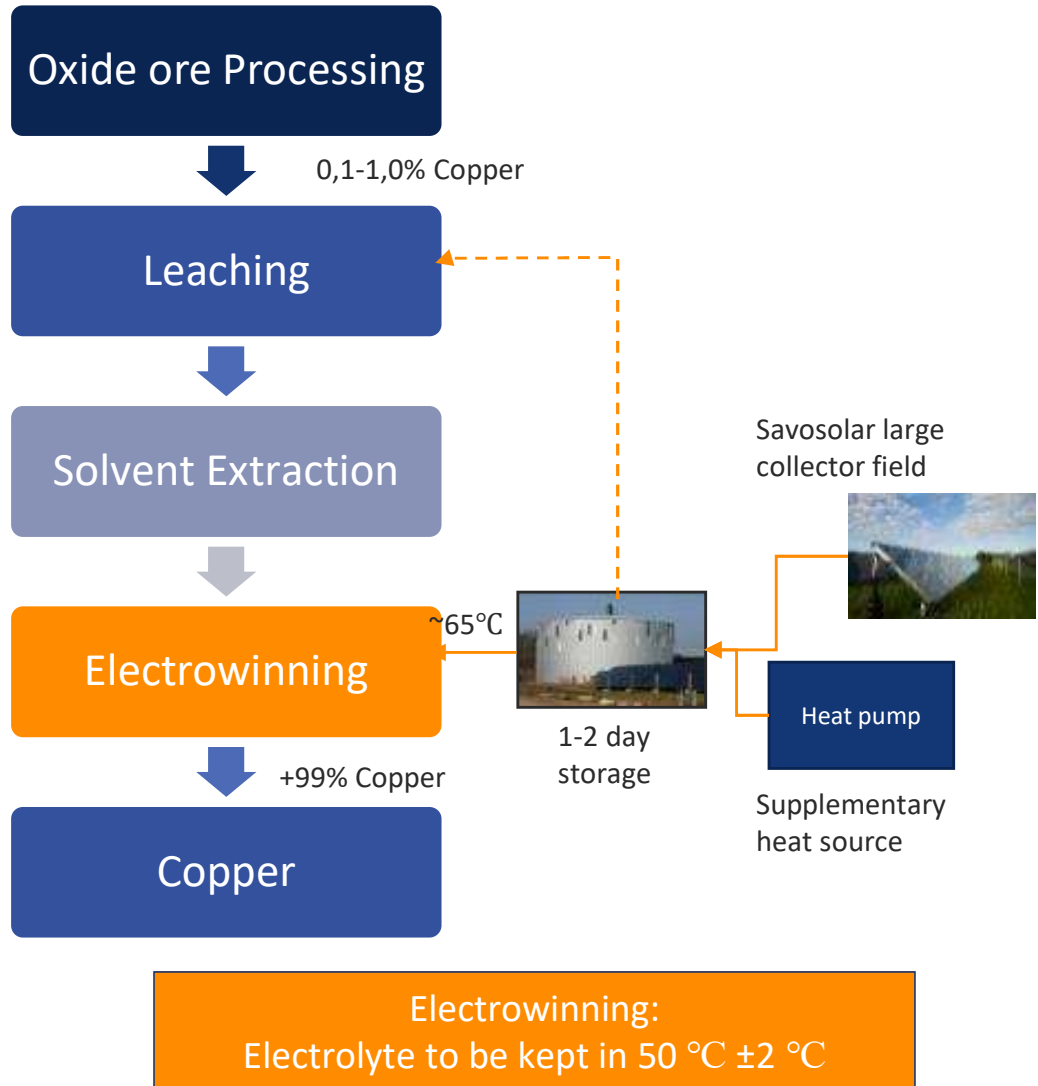 Oxide ore Processing
0,1-1,0% Copper
Leaching
Solvent Extraction
Savosolar large
collector field
~65℃
Electrowinning
Heat pump
1-2 day
storage
+99% Copper
Supplementary
heat source
Copper
Electrowinning:
Electrolyte to be kept in 50 ℃ ±2 ℃